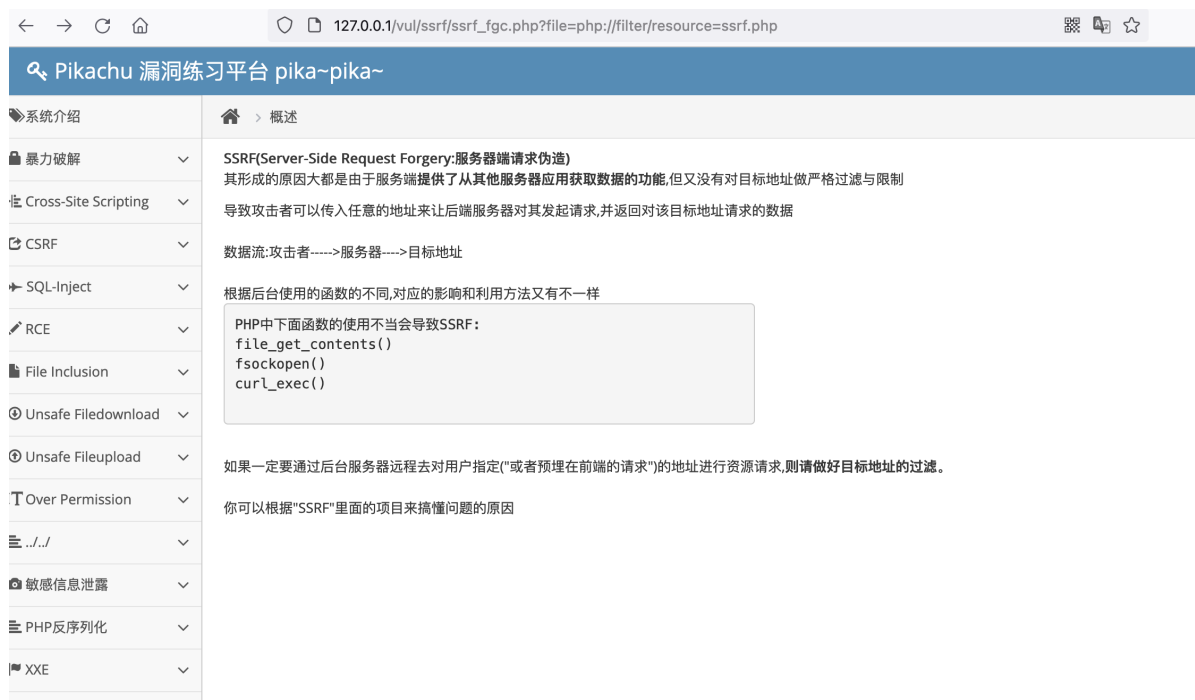 127.0.0.1/vul/ssrf/ssrf_fgc.php?file=php://filter/resource=ssrf.php
Pikachu 漏洞练习平台 pika~pika~
系统介绍
概述
暴力破解
Cross-Site Scripting
CSRF
SQL-Inject
RCE
File Inclusion
Unsafe Filedownload
Unsafe Fileupload
Over Permission
../../
敏感信息泄露
PHP反序列化
XXE
SSRF(Server-Side Request Forgery:服务器端请求伪造)
其形成的原因大都是由于服务端提供了从其他服务器应用获取数据的功能,但又没有对目标地址做严格过滤与限制
导致攻击者可以传入任意的地址来让后端服务器对其发起请求,并返回对该目标地址请求的数据
数据流:攻击者----->服务器---->目标地址
根据后台使用的函数的不同,对应的影响和利用方法又有不一样
PHP中下面函数的使用不当会导致SSRF:
file_get_contents()
fsockopen()
curl_exec()
如果一定要通过后台服务器远程去对用户指定("或者预埋在前端的请求")的地址进行资源请求,则请做好目标地址的过滤。
你可以根据"SSRF"里面的项目来搞懂问题的原因